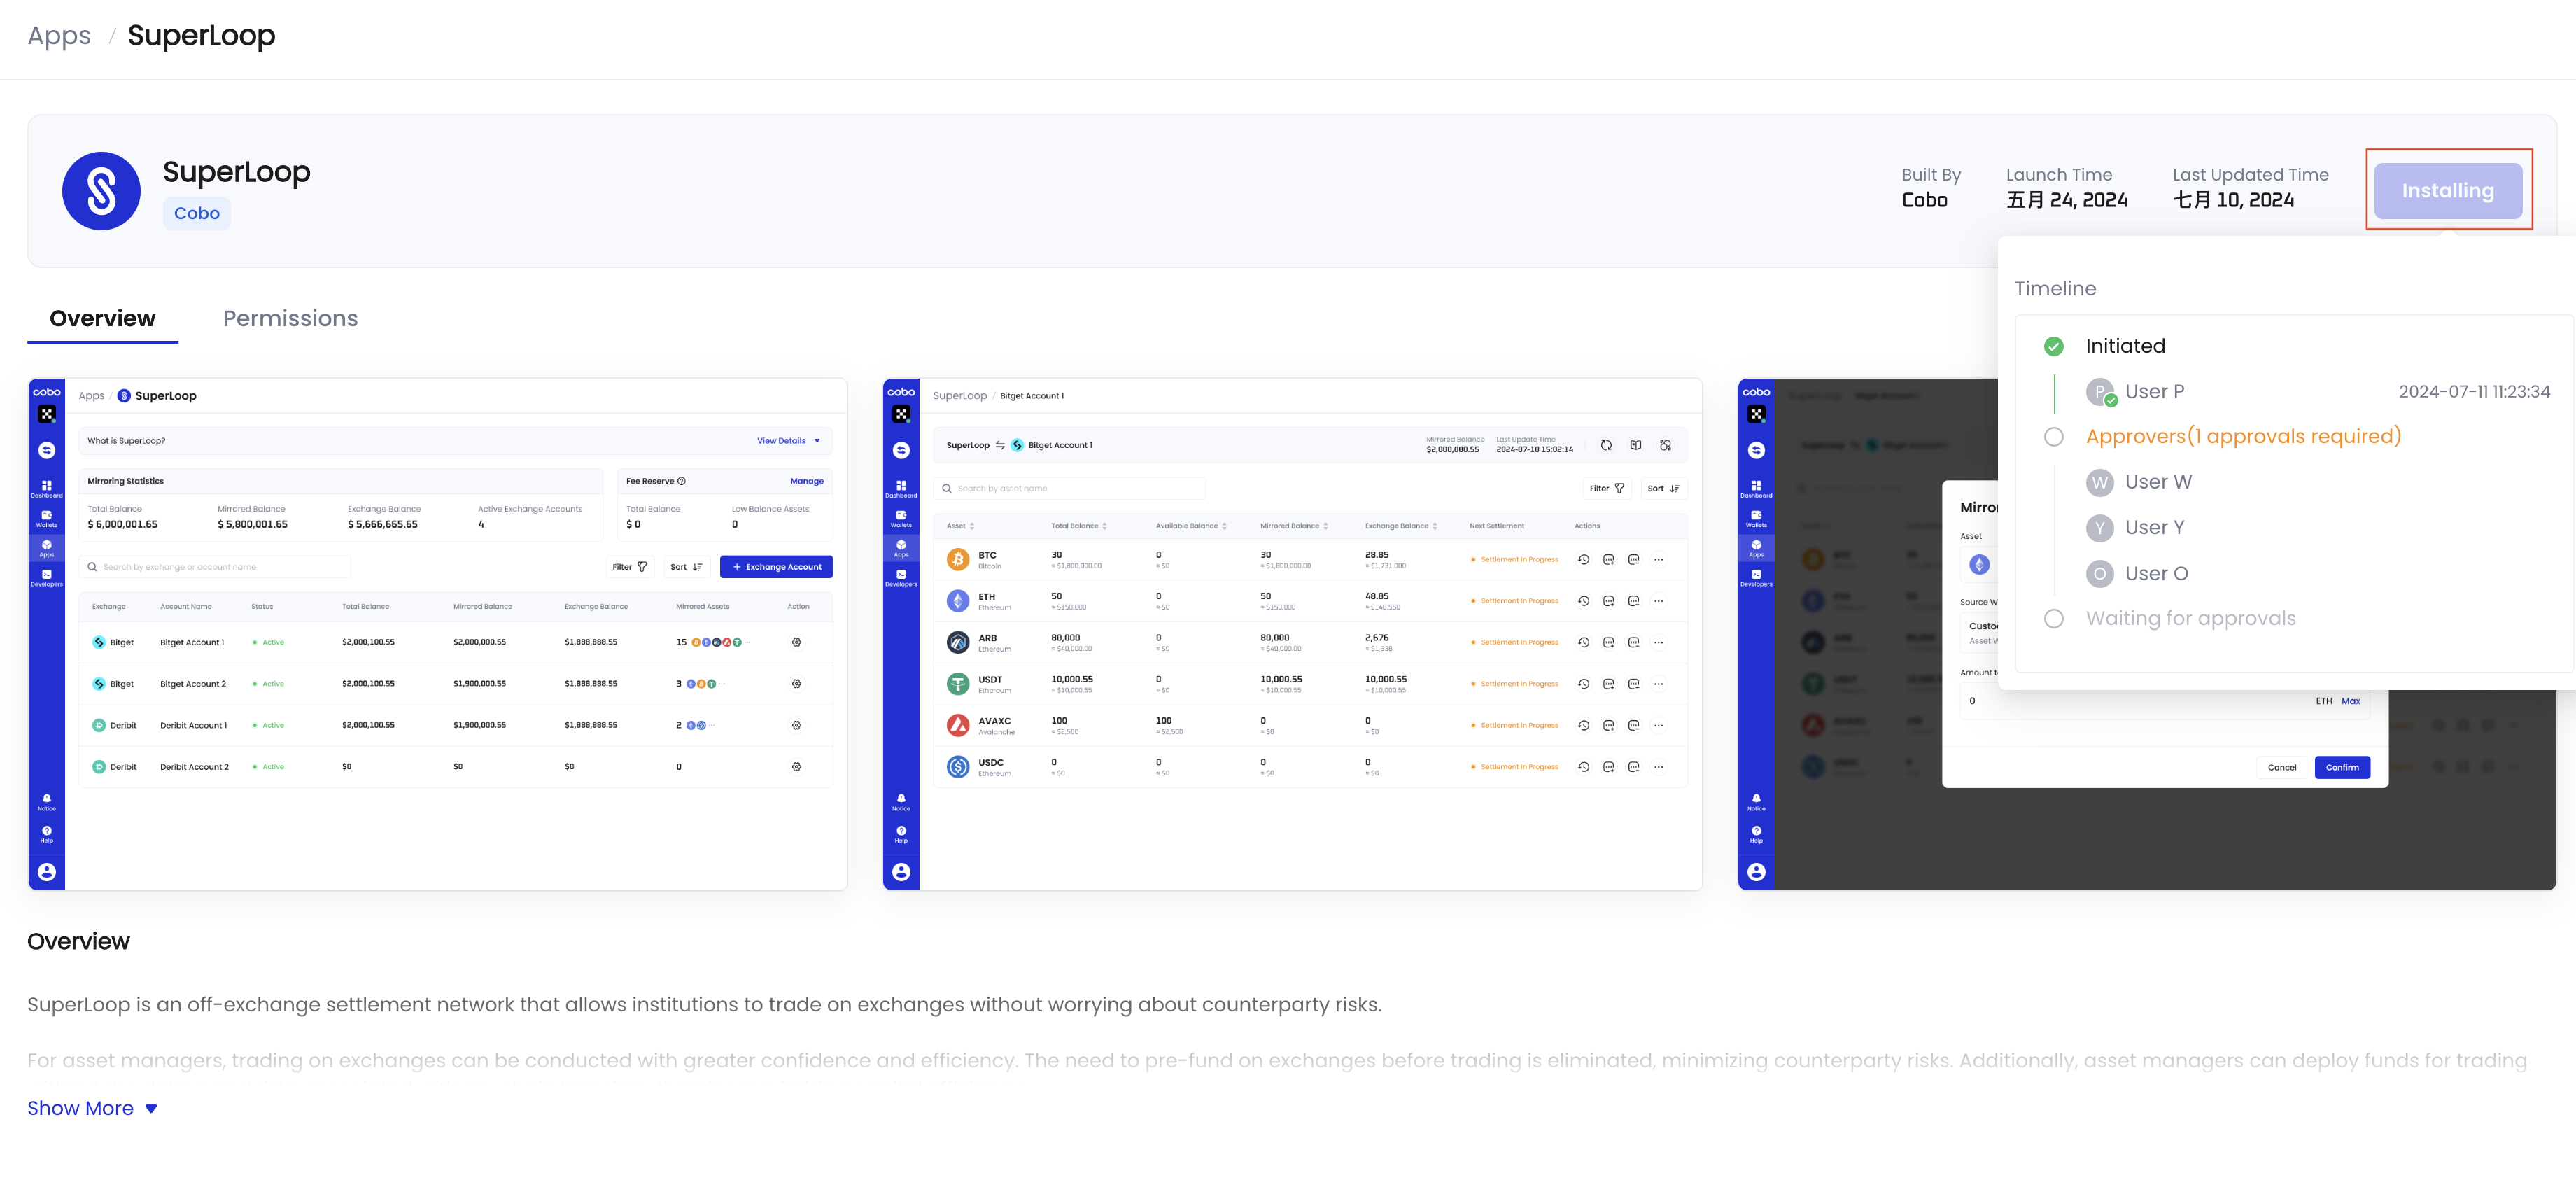 Apps / SuperLoop
SuperLoop
Cobo
Built By
Cobo
Launch Time
五月 24, 2024
Last Updated Time
七月 10, 2024
Installing
Timeline
Initiated
P User P 2024-07-11 11:23:34
Approvers(1 approvals required)
W User W
Y User Y
O User O
Waiting for approvals
Overview
Permissions
cobo
Dashboard
Wallets
Apps
Developers
Notice
Help
Apps / SuperLoop
What is SuperLoop?
View Details
Mirroring Statistics
Total Balance Mirrored Balance Exchange Balance Active Exchange Accounts
$ 6,000,001.65 $ 5,800,001.65 $ 5,666,665.65 4
Fee Reserve
Manage
Total Balance Low Balance Assets
$ 0 0
Search by exchange or account name
Filter
Sort
+ Exchange Account
Exchange Account Name Status Total Balance Mirrored Balance Exchange Balance Mirrored Assets Action
Bitget Bitget Account 1 Active $2,000,100.55 $2,000,000.55 $1,888,888.55 15 ...
Bitget Bitget Account 2 Active $2,000,100.55 $1,900,000.55 $1,888,888.55 3 ...
Deribit Deribit Account 1 Active $2,000,100.55 $1,900,000.55 $1,888,888.55 2 ...
Deribit Deribit Account 2 Active $0 $0 $0 0
cobo
Dashboard
Wallets
Apps
Developers
Notice
Help
SuperLoop / Bitget Account 1
SuperLoop Bitget Account 1
Mirrored Balance
$2,000,000.55
Last Update Time
2024-07-10 15:02:14
Search by asset name
Filter
Sort
Asset Total Balance Available Balance Mirrored Balance Exchange Balance Next Settlement Actions
BTC 30 0 30 28.85 Settlement In Progress
Bitcoin ≈ $1,800,000.00 ≈ $0 ≈ $1,800,000.00 ≈ $1,731,000
ETH 50 0 50 48.85 Settlement In Progress
Ethereum ≈ $150,000 ≈ $0 ≈ $150,000 ≈ $146,550
ARB 80,000 0 80,000 2,676 Settlement In Progress
Ethereum ≈ $40,000.00 ≈ $0 ≈ $40,000.00 ≈ $1,338
USDT 10,000.55 0 10,000.55 10,000.55 Settlement In Progress
Ethereum ≈ $10,000.55 ≈ $0 ≈ $10,000.55 ≈ $10,000.55
AVAXC 100 100 0 0 Settlement In Progress
Avalanche ≈ $2,500 ≈ $2,500 ≈ $0 ≈ $0
USDC 0 0 0 0 Settlement In Progress
Ethereum ≈ $0 ≈ $0 ≈ $0 ≈ $0
cobo
Dashboard
Wallets
Apps
Developers
Notice
Help
Asset
Source W
Custo
Asset W
Amount t
0 ETH Max
Cancel
Confirm
Overview
SuperLoop is an off-exchange settlement network that allows institutions to trade on exchanges without worrying about counterparty risks.
For asset managers, trading on exchanges can be conducted with greater confidence and efficiency. The need to pre-fund on exchanges before trading is eliminated, minimizing counterparty risks. Additionally, asset managers can deploy funds for trading
Show More